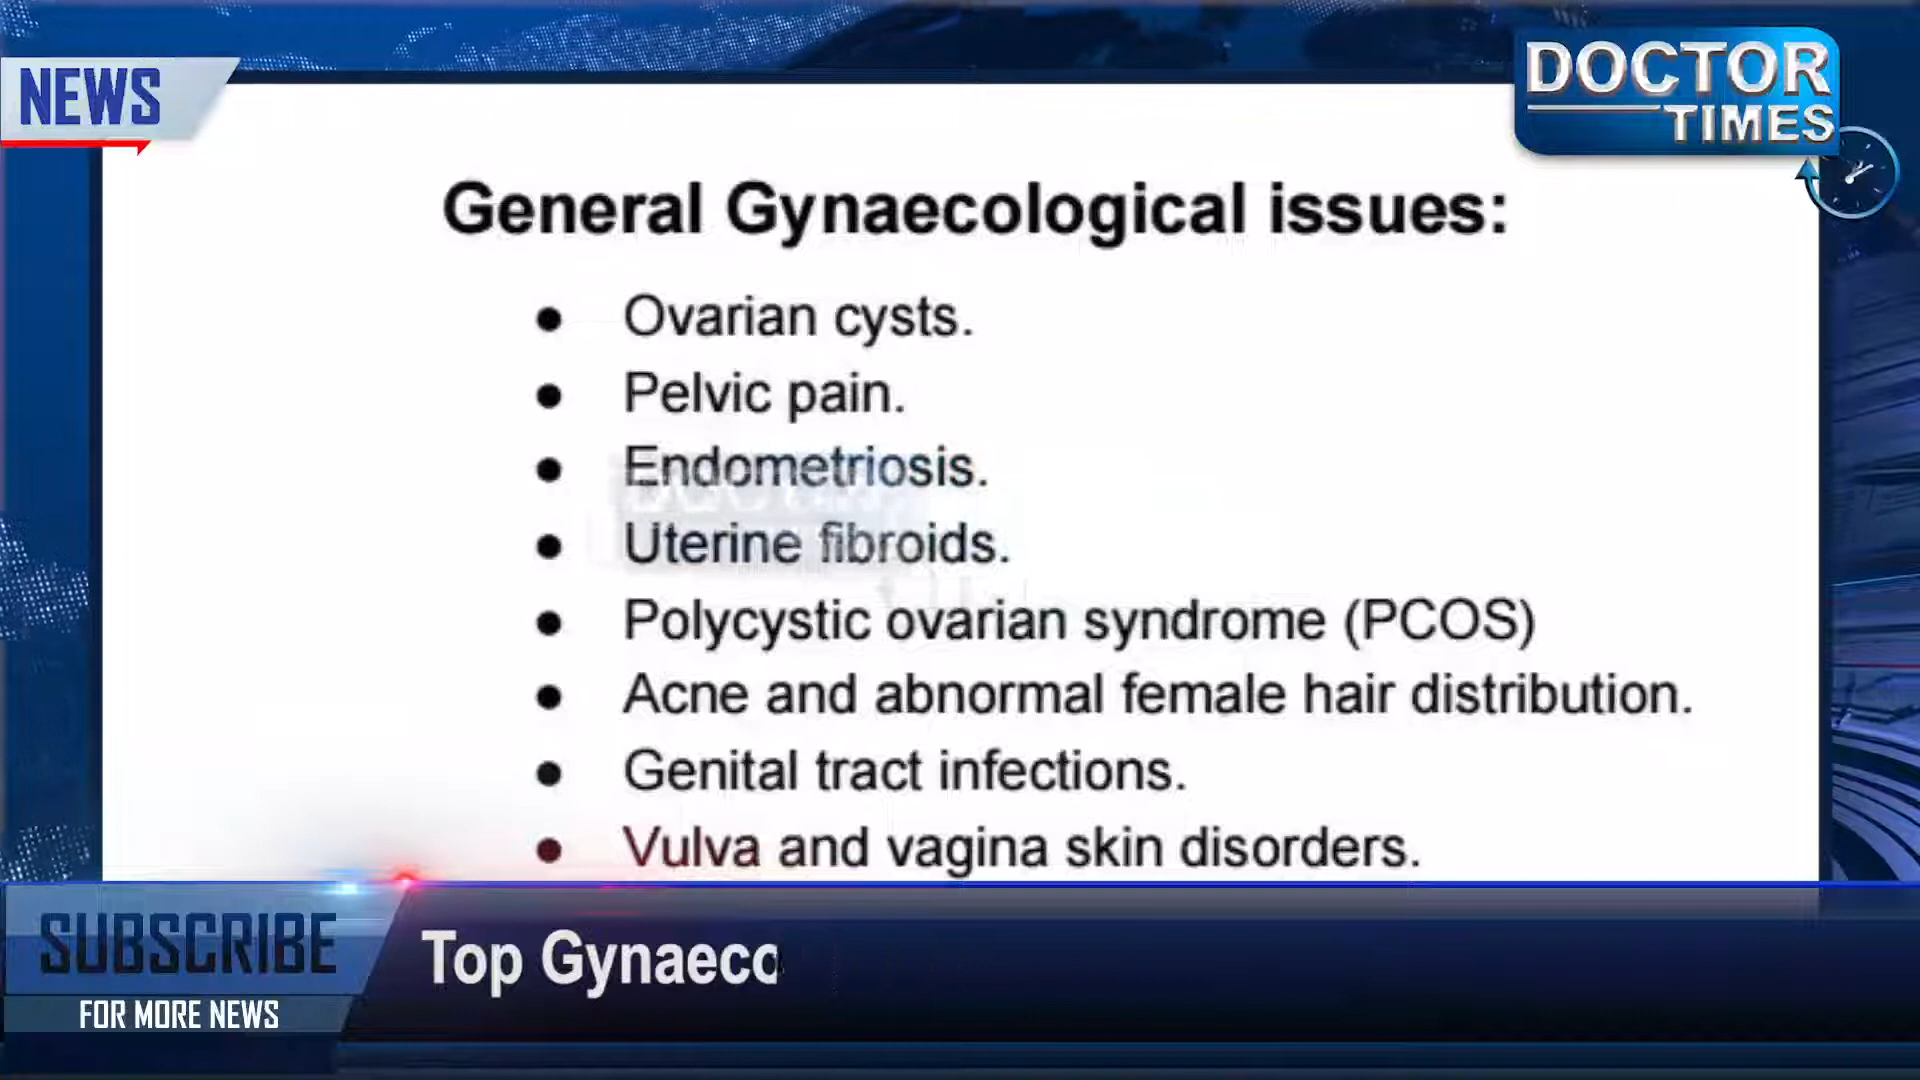 NEWS
DOCTOR
TIMES
General Gynaecological issues:
● Ovarian cysts.
● Pelvic pain.
● Endometriosis.
● Uterine fibroids.
● Polycystic ovarian syndrome (PCOS)
● Acne and abnormal female hair distribution.
● Genital tract infections.
● Vulva and vagina skin disorders.
SUBSCRIBE
FOR MORE NEWS
Top Gynaeco